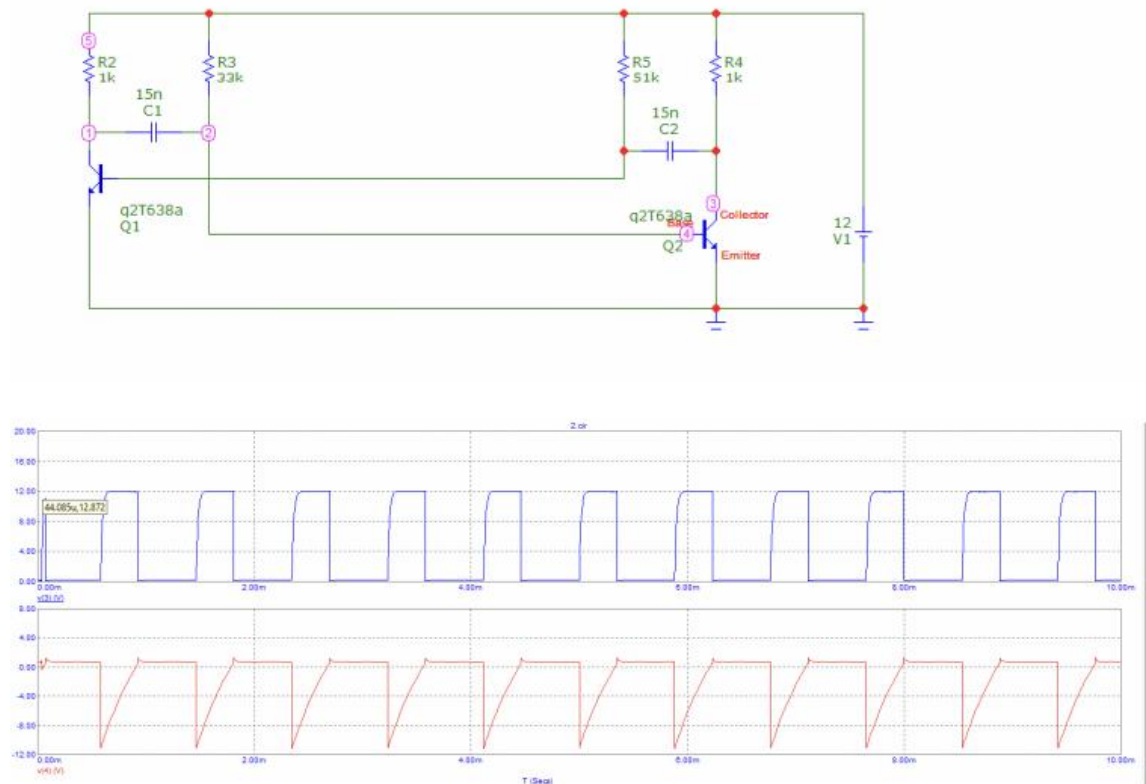 5
R2
1k
R3
33k
R5
51k
R4
1k
15n
C1
15n
C2
1
2
3
q2T638a
Q1
q2T638a
Base
4
Q2
Collector
Emitter
12
V1
2.cir
20.00
16.00
12.00
8.00
4.00
0.00
44.085u,12.872
0.00m 2.00m 4.00m 6.00m 8.00m 10.00m
v(3) (V)
8.00
4.00
0.00
-4.00
-8.00
-12.00
0.00m 2.00m 4.00m 6.00m 8.00m 10.00m
v(4) (V)
T (Secs)